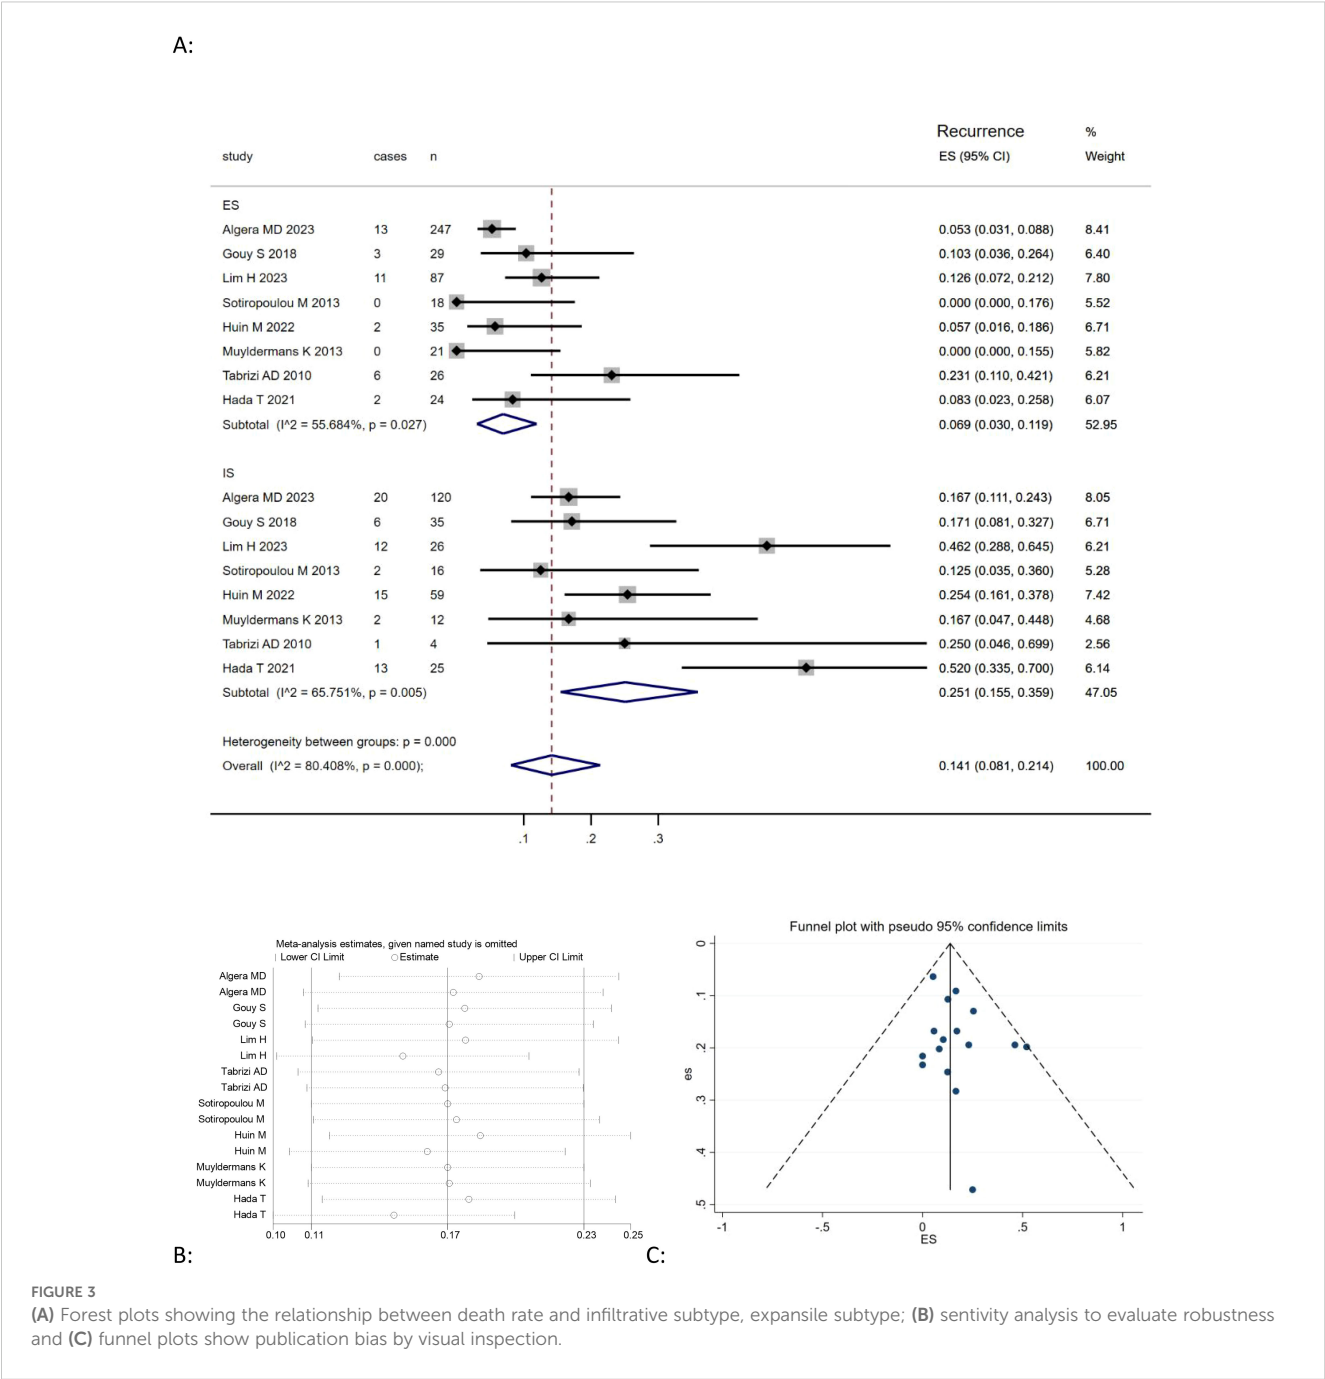 A:
Recurrence %
study cases n ES (95% CI) Weight
ES
Algera MD 2023 13 247 0.053 (0.031, 0.088) 8.41
Gouy S 2018 3 29 0.103 (0.036, 0.264) 6.40
Lim H 2023 11 87 0.126 (0.072, 0.212) 7.80
Sotiropoulou M 2013 0 18 0.000 (0.000, 0.176) 5.52
Huin M 2022 2 35 0.057 (0.016, 0.186) 6.71
Muyldermans K 2013 0 21 0.000 (0.000, 0.155) 5.82
Tabrizi AD 2010 6 26 0.231 (0.110, 0.421) 6.21
Hada T 2021 2 24 0.083 (0.023, 0.258) 6.07
Subtotal (I^2 = 55.684%, p = 0.027) 0.069 (0.030, 0.119) 52.95
IS
Algera MD 2023 20 120 0.167 (0.111, 0.243) 8.05
Gouy S 2018 6 35 0.171 (0.081, 0.327) 6.71
Lim H 2023 12 26 0.462 (0.288, 0.645) 6.21
Sotiropoulou M 2013 2 16 0.125 (0.035, 0.360) 5.28
Huin M 2022 15 59 0.254 (0.161, 0.378) 7.42
Muyldermans K 2013 2 12 0.167 (0.047, 0.448) 4.68
Tabrizi AD 2010 1 4 0.250 (0.046, 0.699) 2.56
Hada T 2021 13 25 0.520 (0.335, 0.700) 6.14
Subtotal (I^2 = 65.751%, p = 0.005) 0.251 (0.155, 0.359) 47.05
Heterogeneity between groups: p = 0.000
Overall (I^2 = 80.408%, p = 0.000); 0.141 (0.081, 0.214) 100.00
.1 .2 .3
Meta-analysis estimates, given named study is omitted
Lower CI Limit Estimate Upper CI Limit
Algera MD
Algera MD
Gouy S
Gouy S
Lim H
Lim H
Tabrizi AD
Tabrizi AD
Sotiropoulou M
Sotiropoulou M
Huin M
Huin M
Muyldermans K
Muyldermans K
Hada T
Hada T
0.10 0.11 0.17 0.23 0.25
B:
Funnel plot with pseudo 95% confidence limits
0
.1
.2
es
.3
.4
.5
-1 -.5 0 .5 1
ES
C:
FIGURE 3
(A) Forest plots showing the relationship between death rate and infiltrative subtype, expansile subtype; (B) sentivity analysis to evaluate robustness
and (C) funnel plots show publication bias by visual inspection.